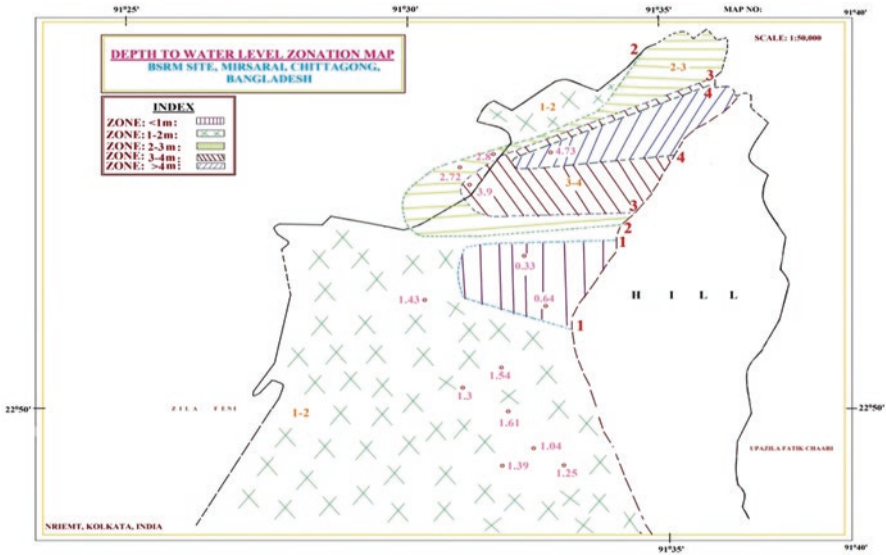 91°25' 91°30' 91°35' MAP NO: 91°40'
SCALE: 1:50,000
DEPTH TO WATER LEVEL ZONATION MAP
BSRM SITE, MIRSARAI, CHITTAGONG,
BANGLADESH
INDEX
ZONE: <1m:
ZONE: 1-2m:
ZONE: 2-3m:
ZONE: 3-4m:
ZONE: >4m:
2
2-3
3
4
1-2
2.8
4.73
2.72
3.9
3-4
4
3
2
1
0.33
1.43
0.64
H I L L
1
1.54
1.3
1.61
1-2
22°50'
ZILA FENI
22°50'
1.04
1.39
1.25
UPAZILA FATIK CHAARI
NRIEMT, KOLKATA, INDIA
91°35' 91°40'